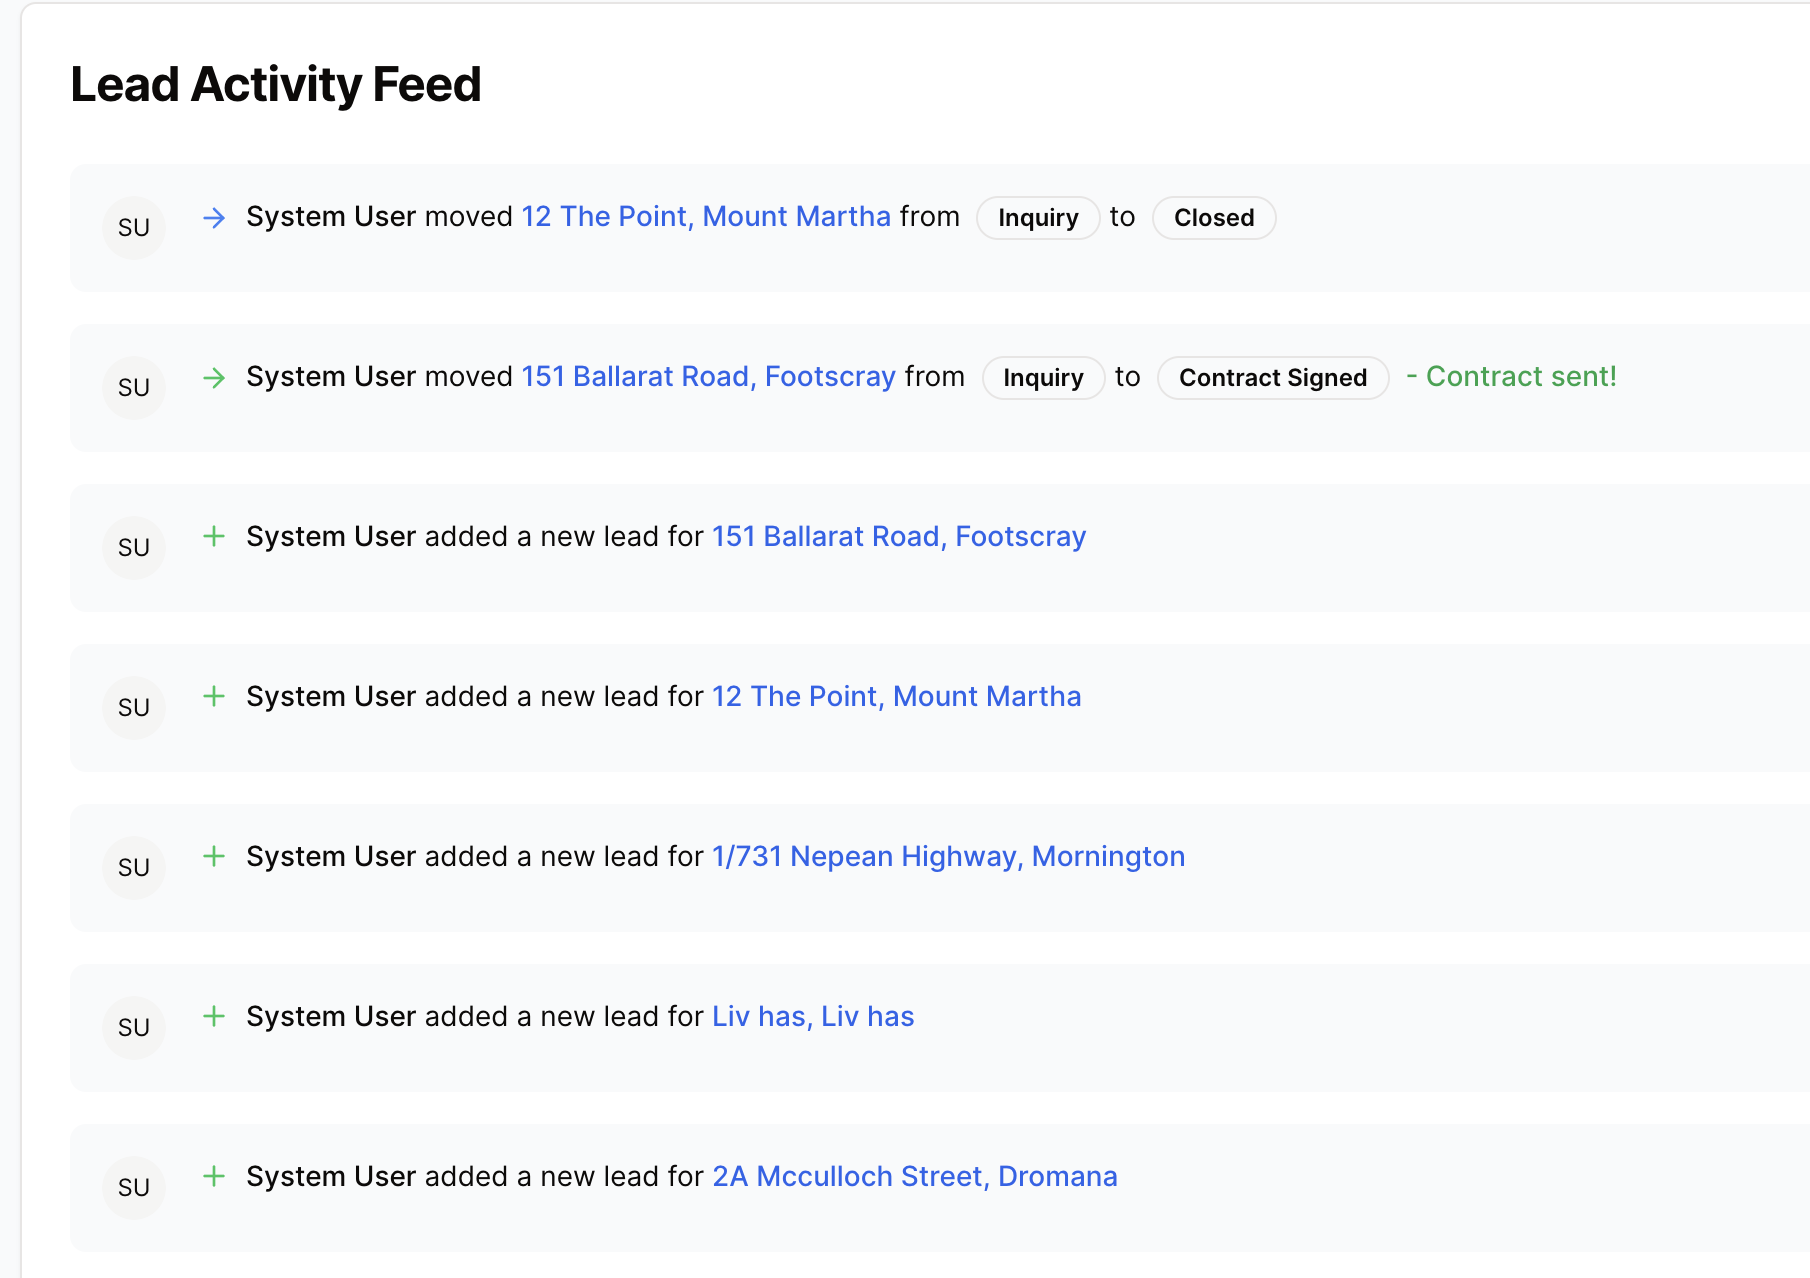 Lead Activity Feed
SU
System User moved 12 The Point, Mount Martha from Inquiry to Closed
SU
System User moved 151 Ballarat Road, Footscray from Inquiry to Contract Signed - Contract sent!
SU
System User added a new lead for 151 Ballarat Road, Footscray
SU
System User added a new lead for 12 The Point, Mount Martha
SU
System User added a new lead for 1/731 Nepean Highway, Mornington
SU
System User added a new lead for Liv has, Liv has
SU
System User added a new lead for 2A Mcculloch Street, Dromana